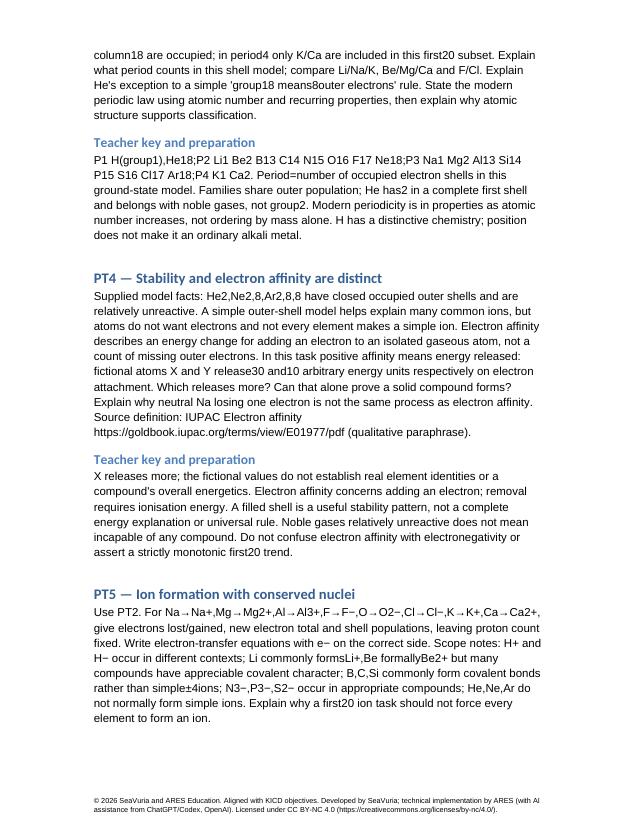 column18 are occupied; in period4 only K/Ca are included in this first20 subset. Explain
what period counts in this shell model; compare Li/Na/K, Be/Mg/Ca and F/Cl. Explain
He's exception to a simple 'group18 means8outer electrons' rule. State the modern
periodic law using atomic number and recurring properties, then explain why atomic
structure supports classification.
Teacher key and preparation
P1 H(group1),He18;P2 Li1 Be2 B13 C14 N15 O16 F17 Ne18;P3 Na1 Mg2 Al13 Si14
P15 S16 Cl17 Ar18;P4 K1 Ca2. Period=number of occupied electron shells in this
ground-state model. Families share outer population; He has2 in a complete first shell
and belongs with noble gases, not group2. Modern periodicity is in properties as atomic
number increases, not ordering by mass alone. H has a distinctive chemistry; position
does not make it an ordinary alkali metal.
PT4 — Stability and electron affinity are distinct
Supplied model facts: He2,Ne2,8,Ar2,8,8 have closed occupied outer shells and are
relatively unreactive. A simple outer-shell model helps explain many common ions, but
atoms do not want electrons and not every element makes a simple ion. Electron affinity
describes an energy change for adding an electron to an isolated gaseous atom, not a
count of missing outer electrons. In this task positive affinity means energy released:
fictional atoms X and Y release30 and10 arbitrary energy units respectively on electron
attachment. Which releases more? Can that alone prove a solid compound forms?
Explain why neutral Na losing one electron is not the same process as electron affinity.
Source definition: IUPAC Electron affinity
https://goldbook.iupac.org/terms/view/E01977/pdf (qualitative paraphrase).
Teacher key and preparation
X releases more; the fictional values do not establish real element identities or a
compound's overall energetics. Electron affinity concerns adding an electron; removal
requires ionisation energy. A filled shell is a useful stability pattern, not a complete
energy explanation or universal rule. Noble gases relatively unreactive does not mean
incapable of any compound. Do not confuse electron affinity with electronegativity or
assert a strictly monotonic first20 trend.
PT5 — Ion formation with conserved nuclei
Use PT2. For Na→Na+,Mg→Mg2+,Al→Al3+,F→F−,O→O2−,Cl→Cl−,K→K+,Ca→Ca2+,
give electrons lost/gained, new electron total and shell populations, leaving proton count
fixed. Write electron-transfer equations with e− on the correct side. Scope notes: H+ and
H− occur in different contexts; Li commonly formsLi+,Be formallyBe2+ but many
compounds have appreciable covalent character; B,C,Si commonly form covalent bonds
rather than simple±4ions; N3−,P3−,S2− occur in appropriate compounds; He,Ne,Ar do
not normally form simple ions. Explain why a first20 ion task should not force every
element to form an ion.
© 2026 SeaVuria and ARES Education. Aligned with KICD objectives. Developed by SeaVuria; technical implementation by ARES (with AI
assistance from ChatGPT/Codex, OpenAI). Licensed under CC BY-NC 4.0 (https://creativecommons.org/licenses/by-nc/4.0/).